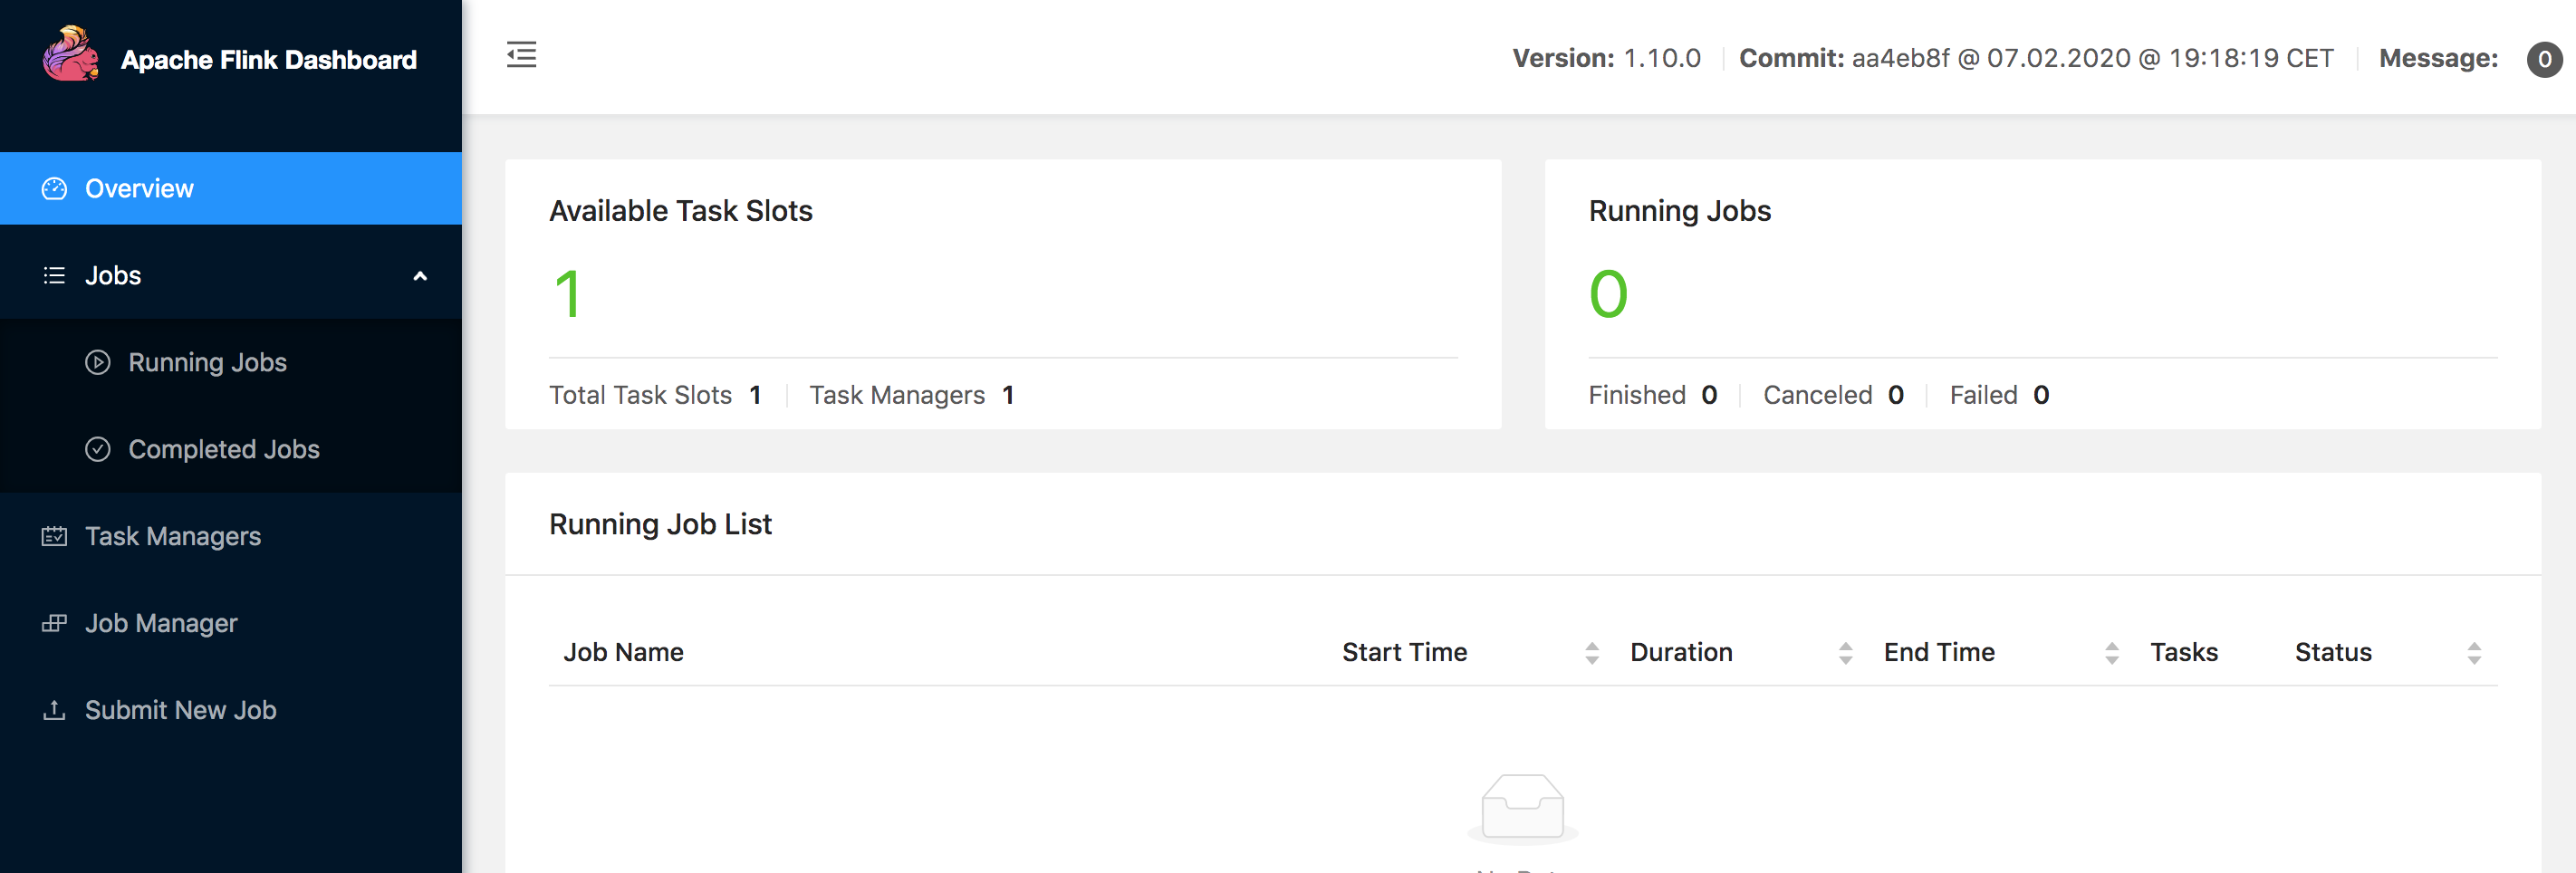 Apache Flink Dashboard
Version: 1.10.0 Commit: aa4eb8f @ 07.02.2020 @ 19:18:19 CET Message: 0
Overview
Jobs
Running Jobs
Completed Jobs
Task Managers
Job Manager
Submit New Job
Available Task Slots
1
Total Task Slots 1 Task Managers 1
Running Jobs
0
Finished 0 Canceled 0 Failed 0
Running Job List
Job Name Start Time Duration End Time Tasks Status